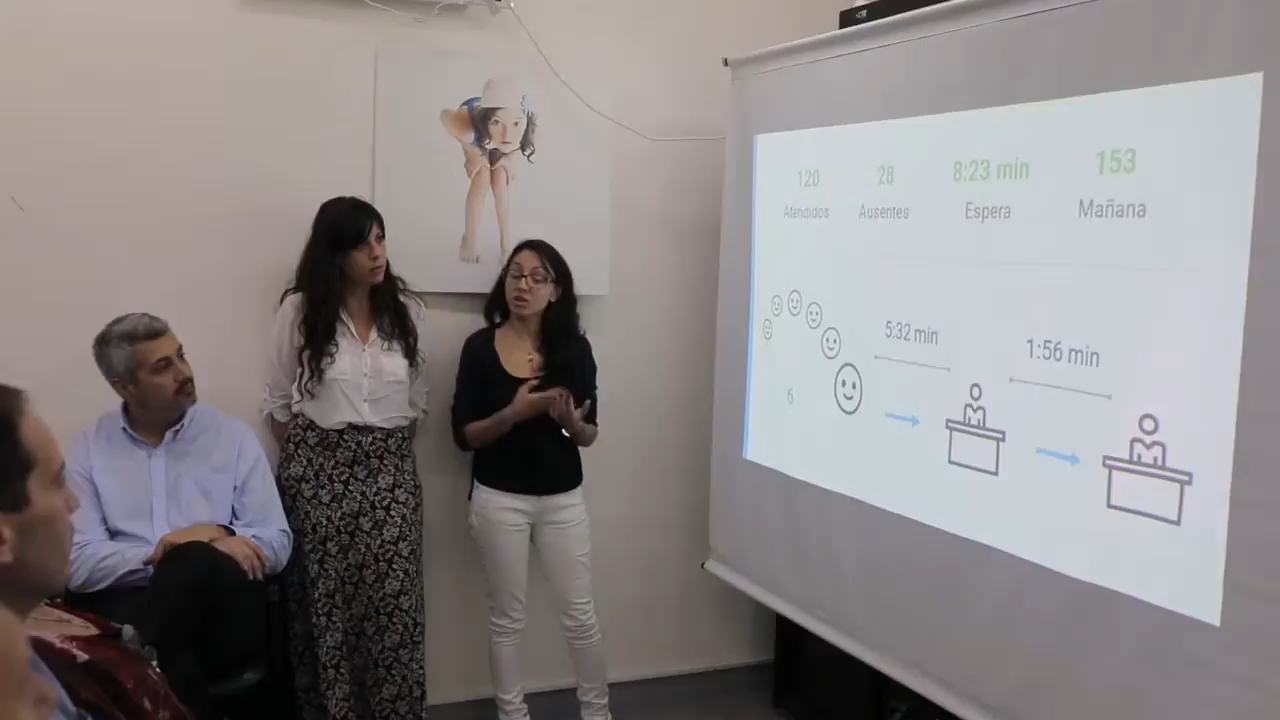 120 28 8:23 min 153
Atendidos Ausentes Espera Mañana
5:32 min 1:56 min
6